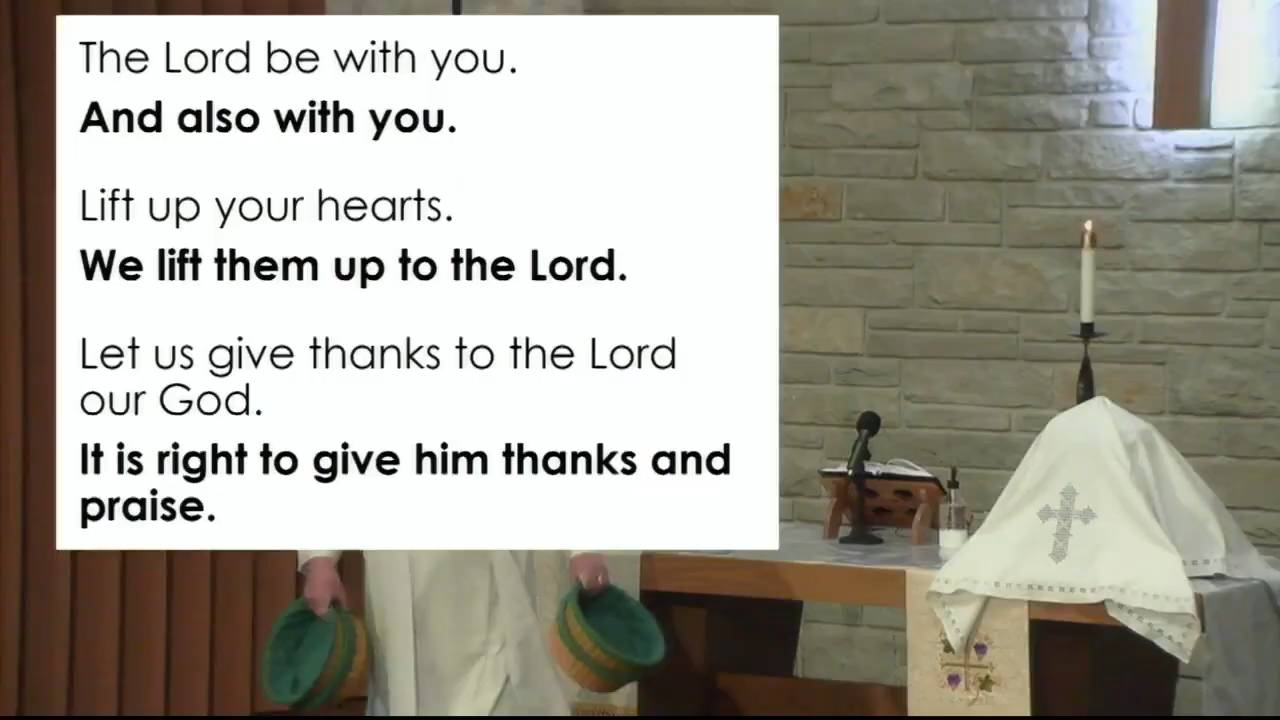 The Lord be with you.
And also with you.
Lift up your hearts.
We lift them up to the Lord.
Let us give thanks to the Lord
our God.
It is right to give him thanks and
praise.